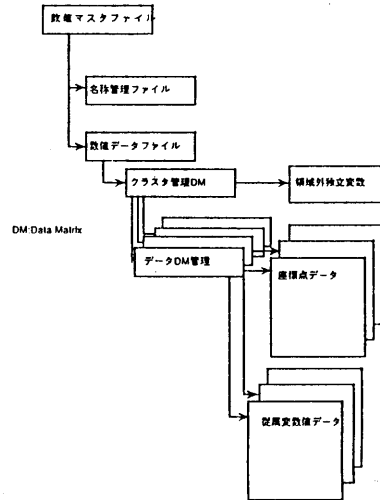 数値マスタファイル
名称管理ファイル
数値データファイル
クラスタ管理DM
領域外独立変数
DM:Data Matrix
データDM管理
座標点データ
従属変数値データ